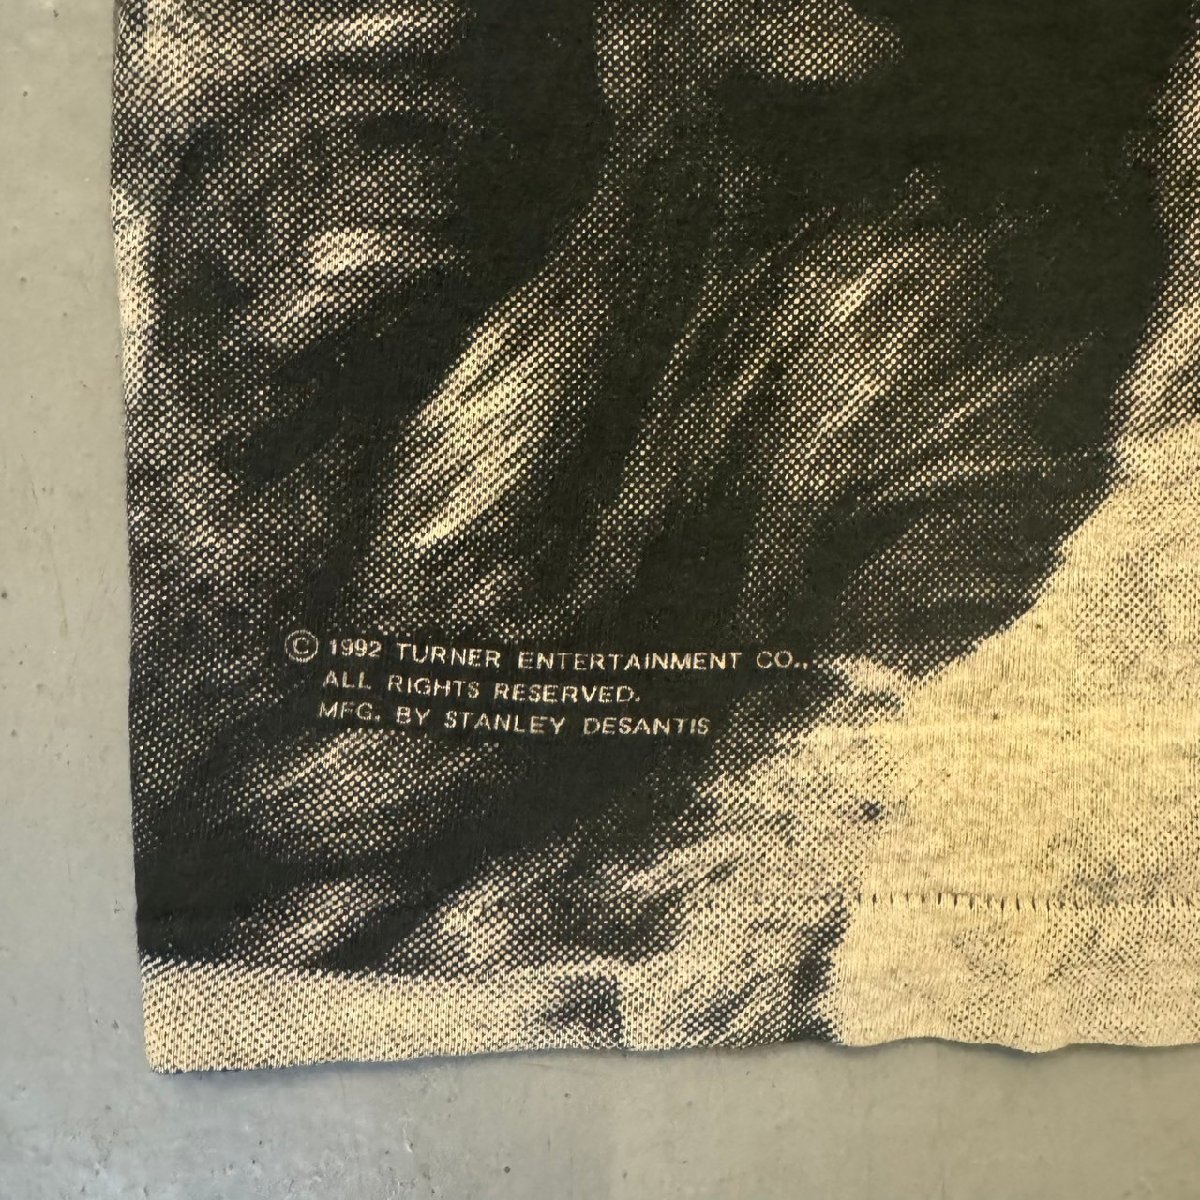 © 1992 TURNER ENTERTAINMENT CO.,
ALL RIGHTS RESERVED.
MFG. BY STANLEY DESANTIS